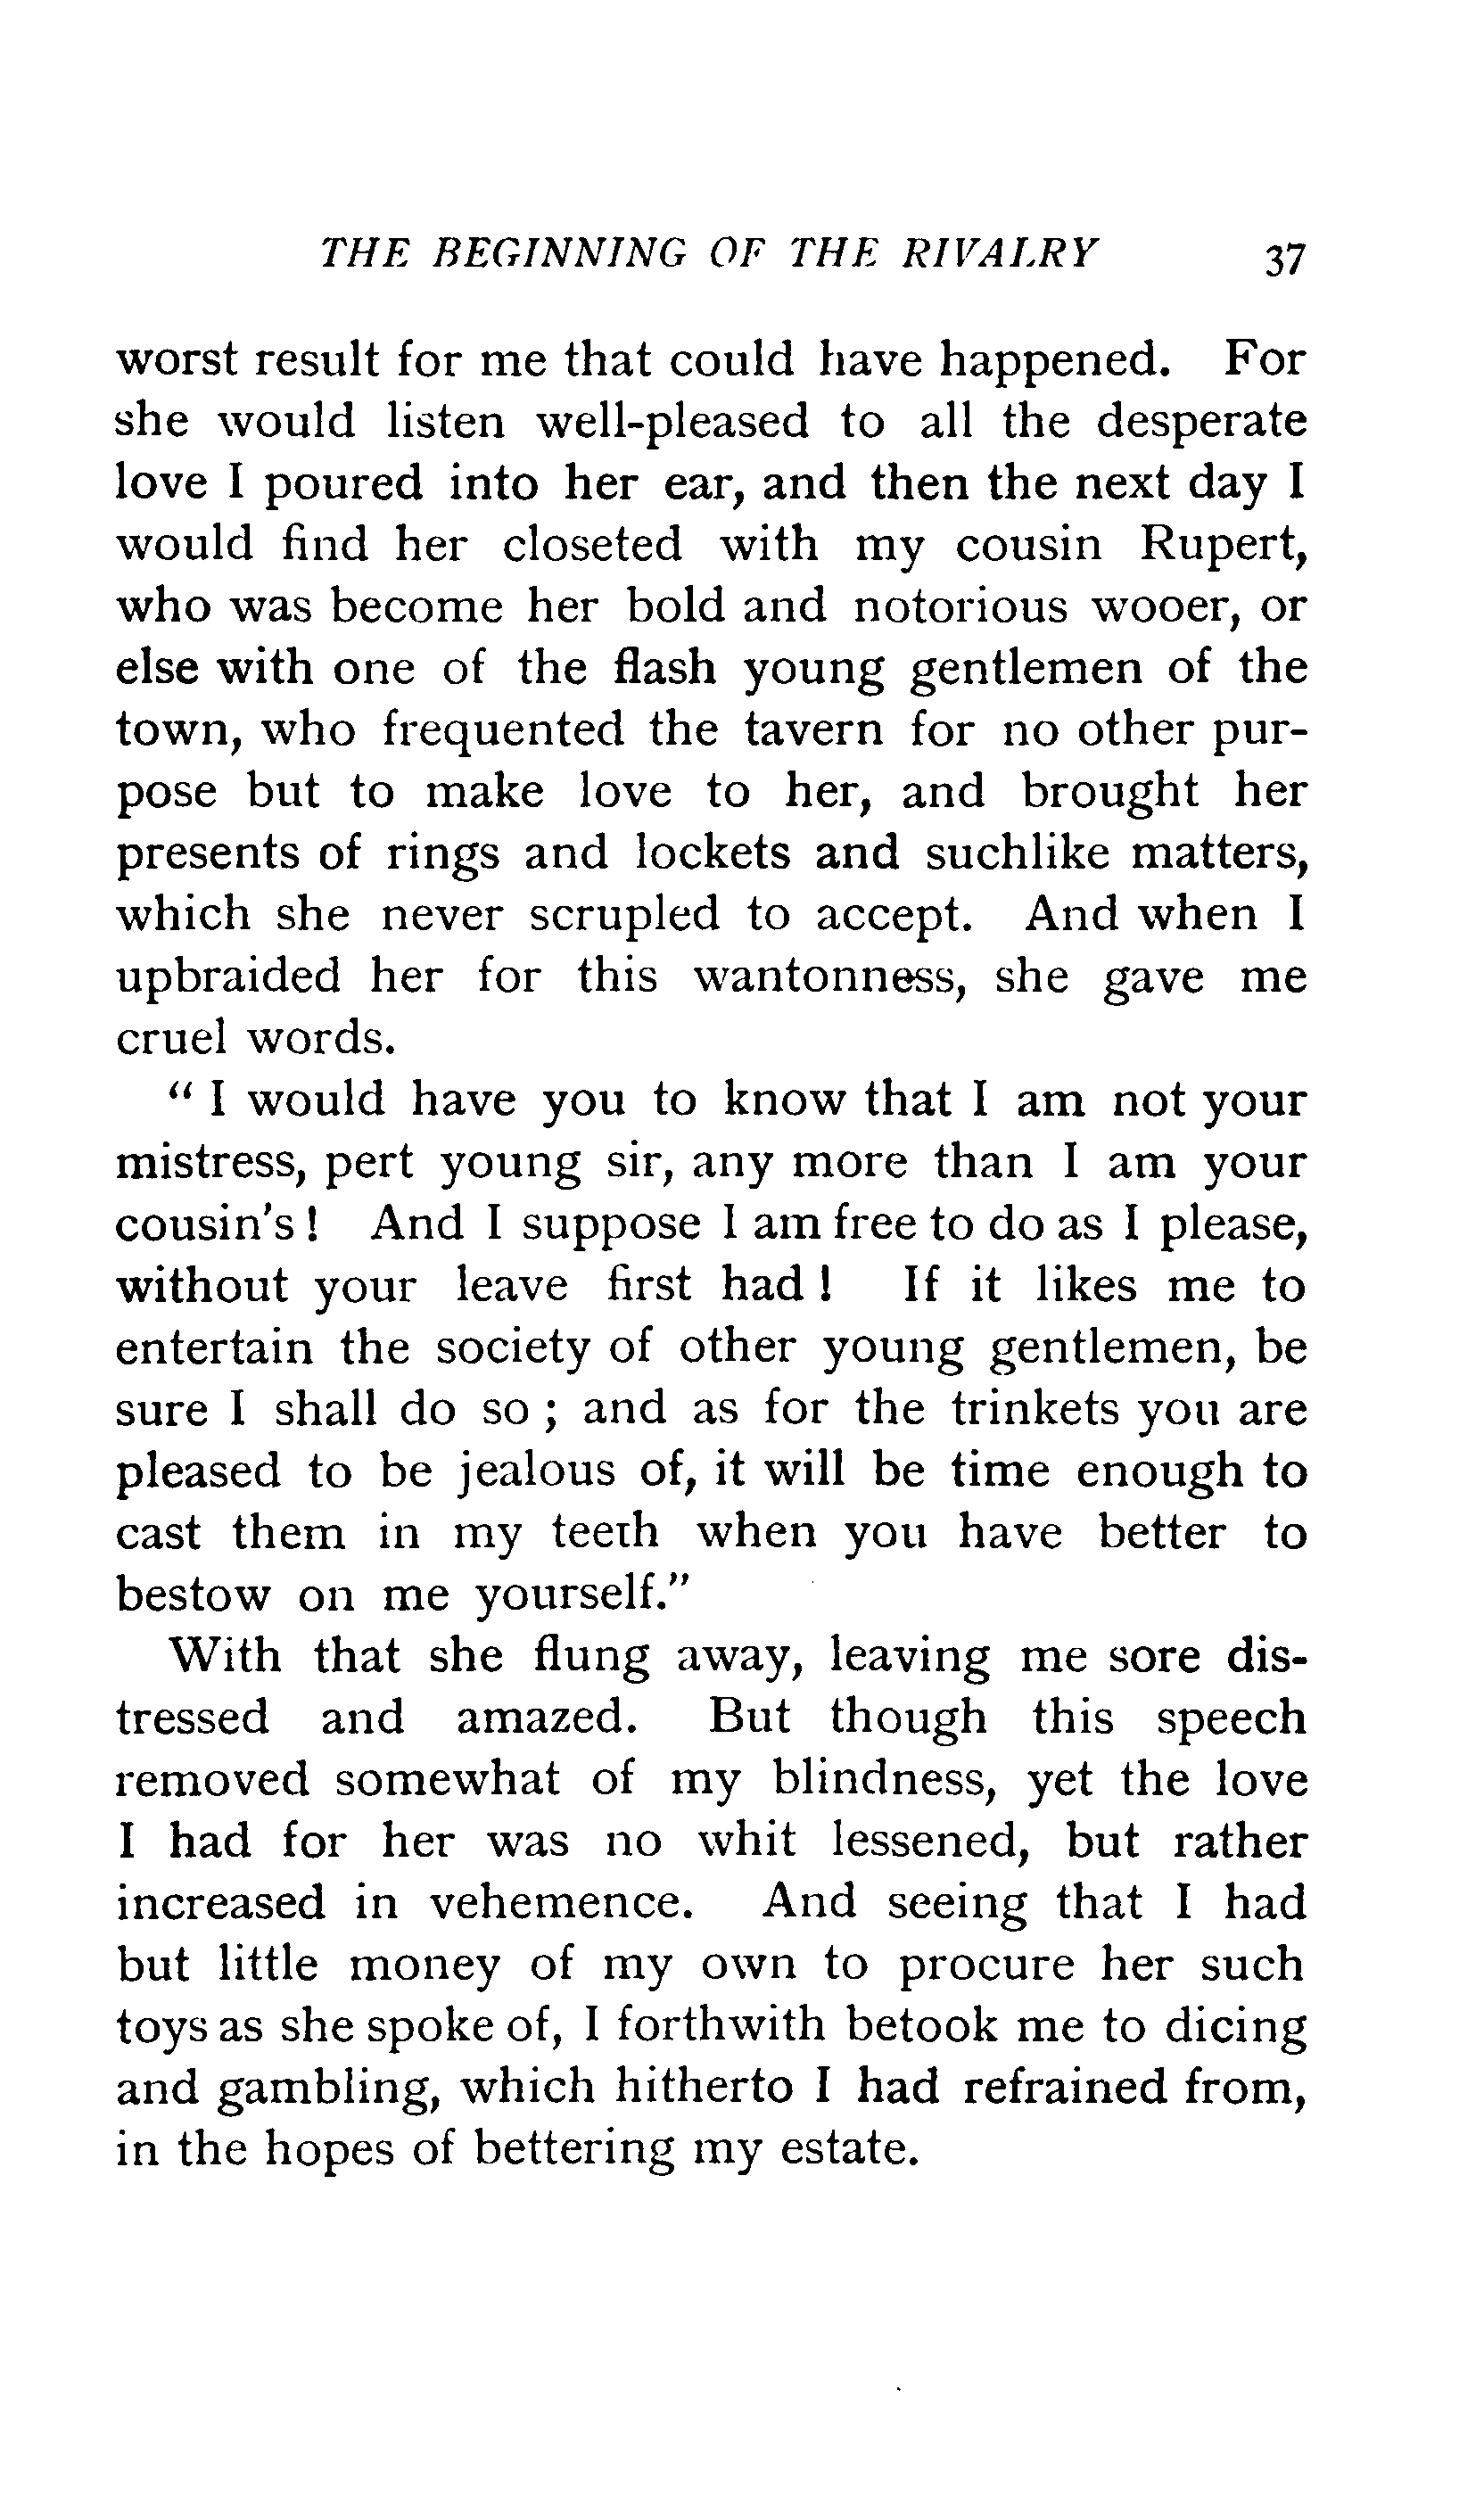 THE BEGINNING OF THE RIVALRY 37
worst result for me that could have happened. For
she would listen well-pleased to all the desperate
love I poured into her ear, and then the next day I
would find her closeted with my cousin Rupert,
who was become her bold and notorious wooer, or
else with one of the flash young gentlemen of the
town, who frequented the tavern for no other pur-
pose but to make love to her, and brought her
presents of rings and lockets and suchlike matters,
which she never scrupled to accept. And when I
upbraided her for this wantonness, she gave me
cruel words.
" I would have you to know that I am not your
mistress, pert young sir, any more than I am your
cousin's ! And I suppose I am free to do as I please,
without your leave first had ! If it likes me to
entertain the society of other young gentlemen, be
sure I shall do so ; and as for the trinkets you are
pleased to be jealous of, it will be time enough to
cast them in my teeth when you have better to
bestow on me yourself."
With that she flung away, leaving me sore dis-
tressed and amazed. But though this speech
removed somewhat of my blindness, yet the love
I had for her was no whit lessened, but rather
increased in vehemence. And seeing that I had
but little money of my own to procure her such
toys as she spoke of, I forthwith betook me to dicing
and gambling, which hitherto I had refrained from,
in the hopes of bettering my estate.